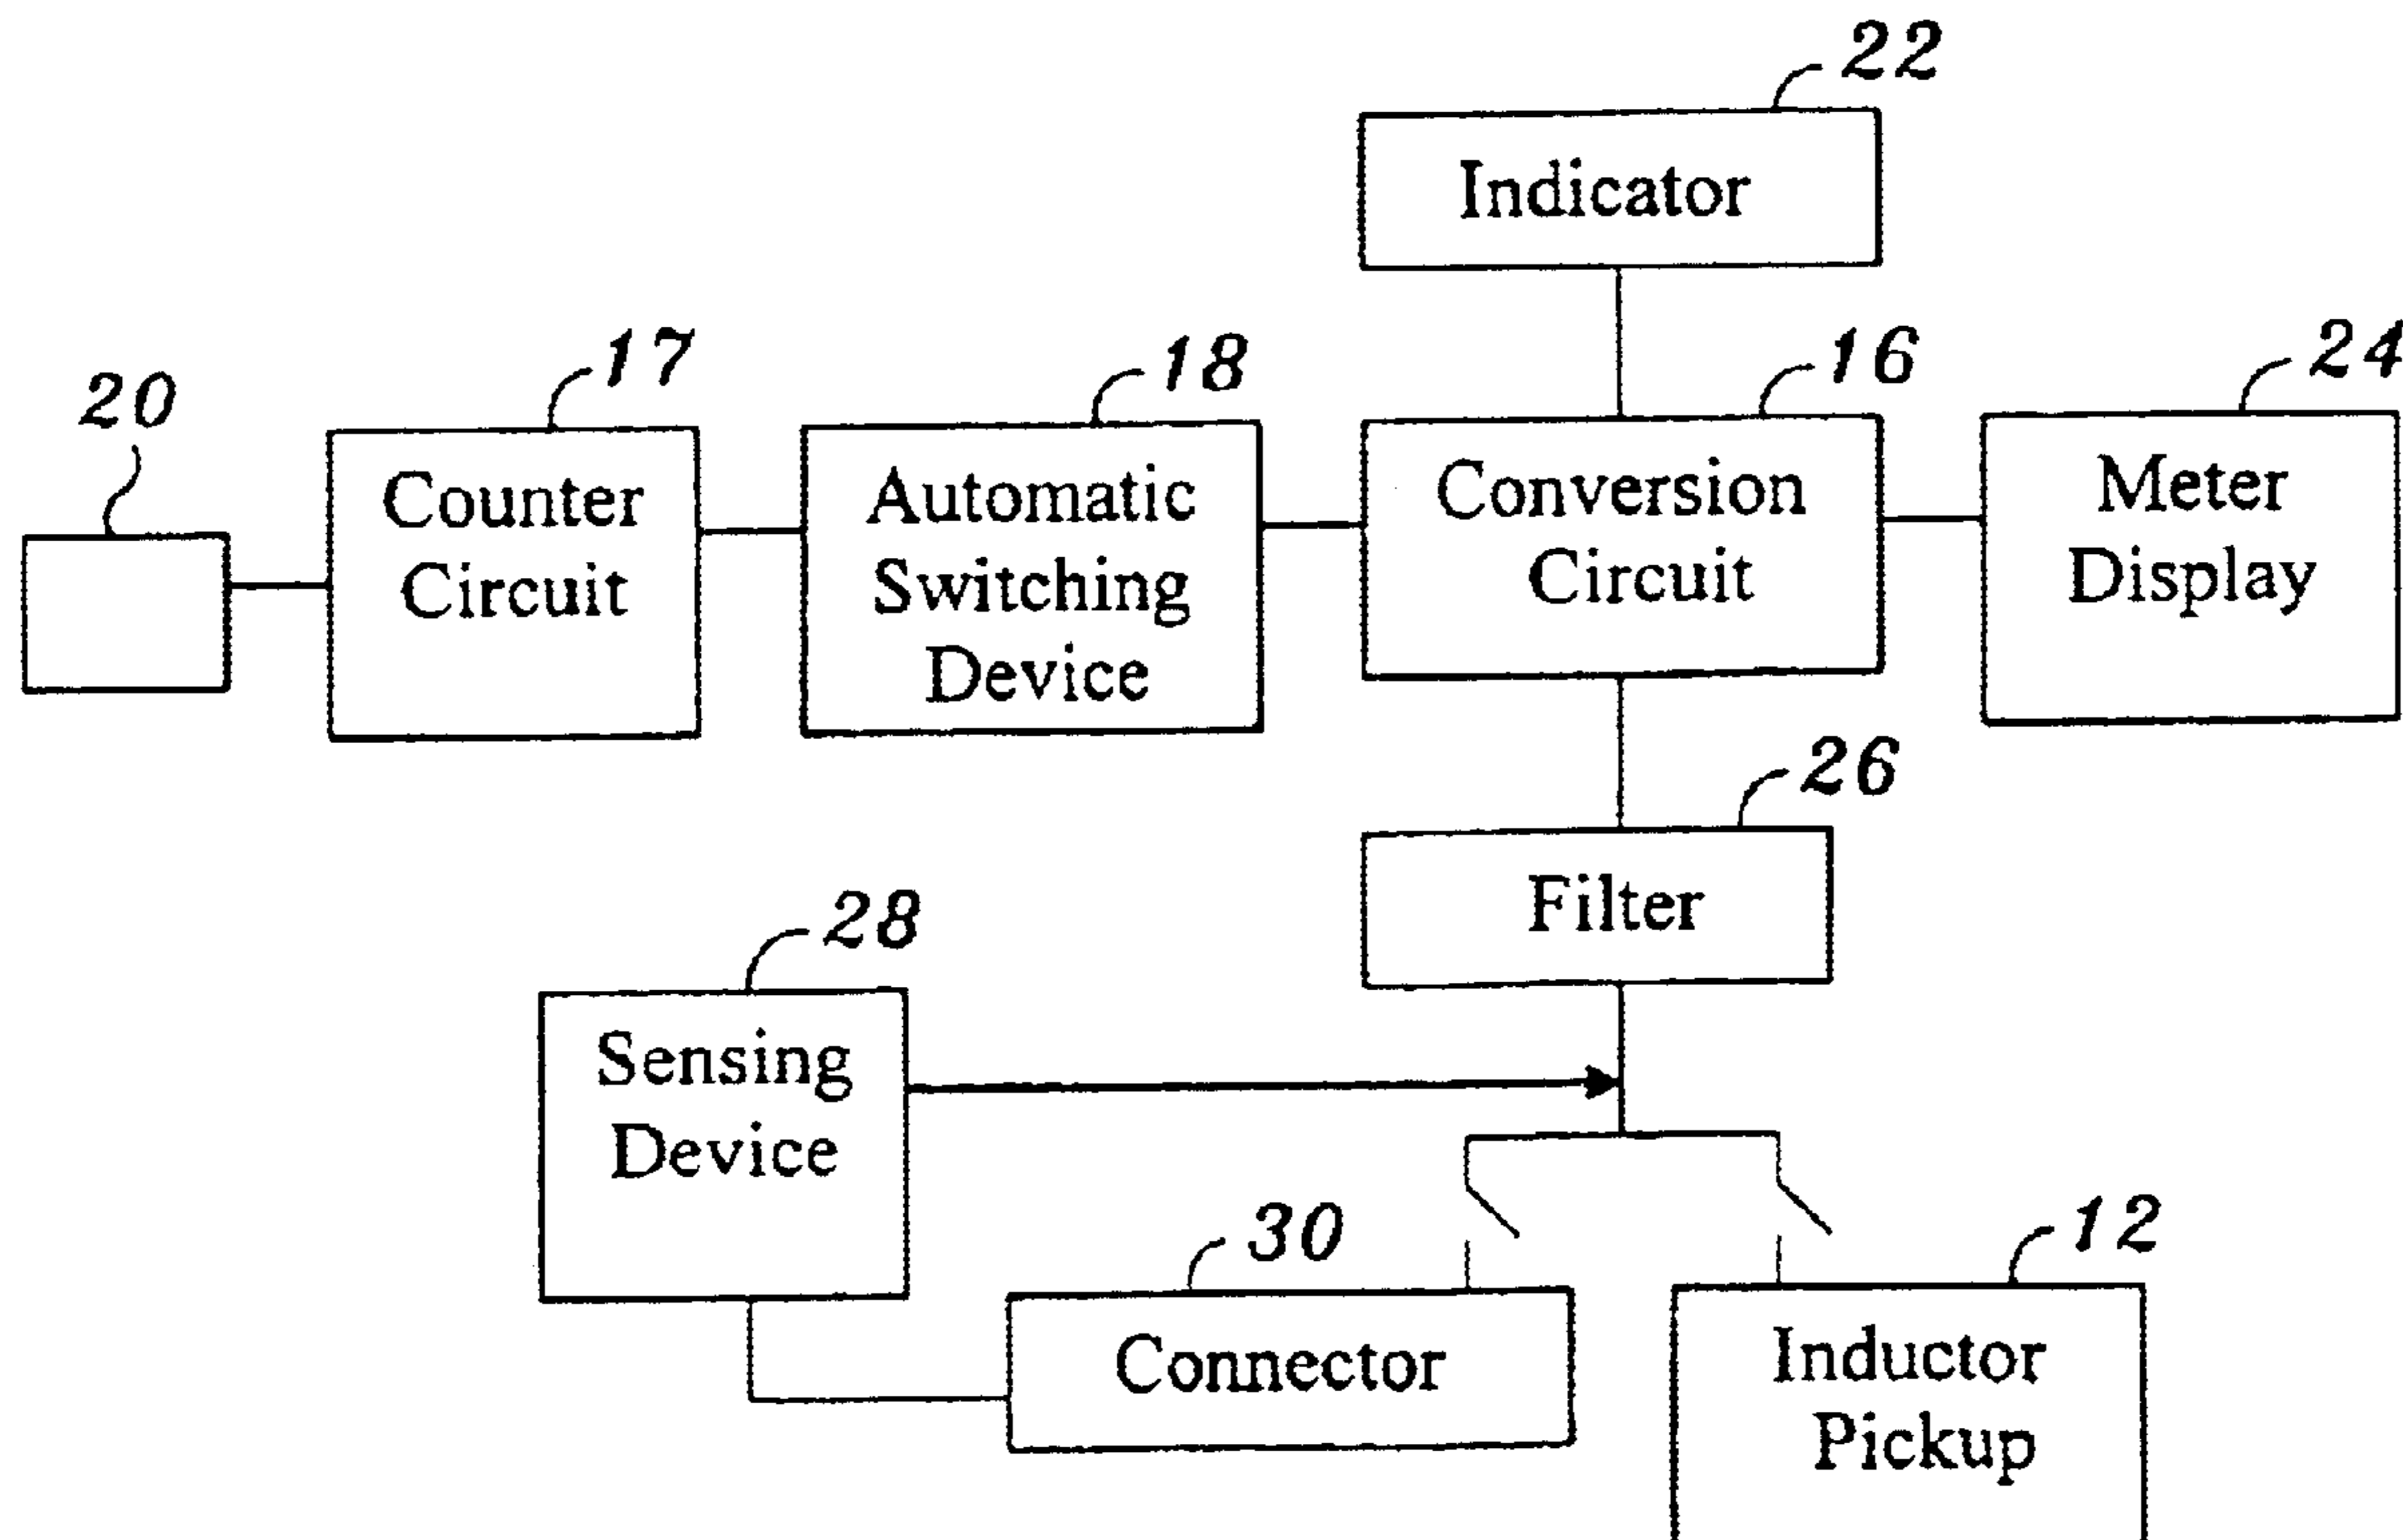 22
Indicator
20
17
18
16
24
Counter
Circuit
Automatic
Switching
Device
Conversion
Circuit
Meter
Display
26
Filter
28
Sensing
Device
30
Connector
12
Inductor
Pickup